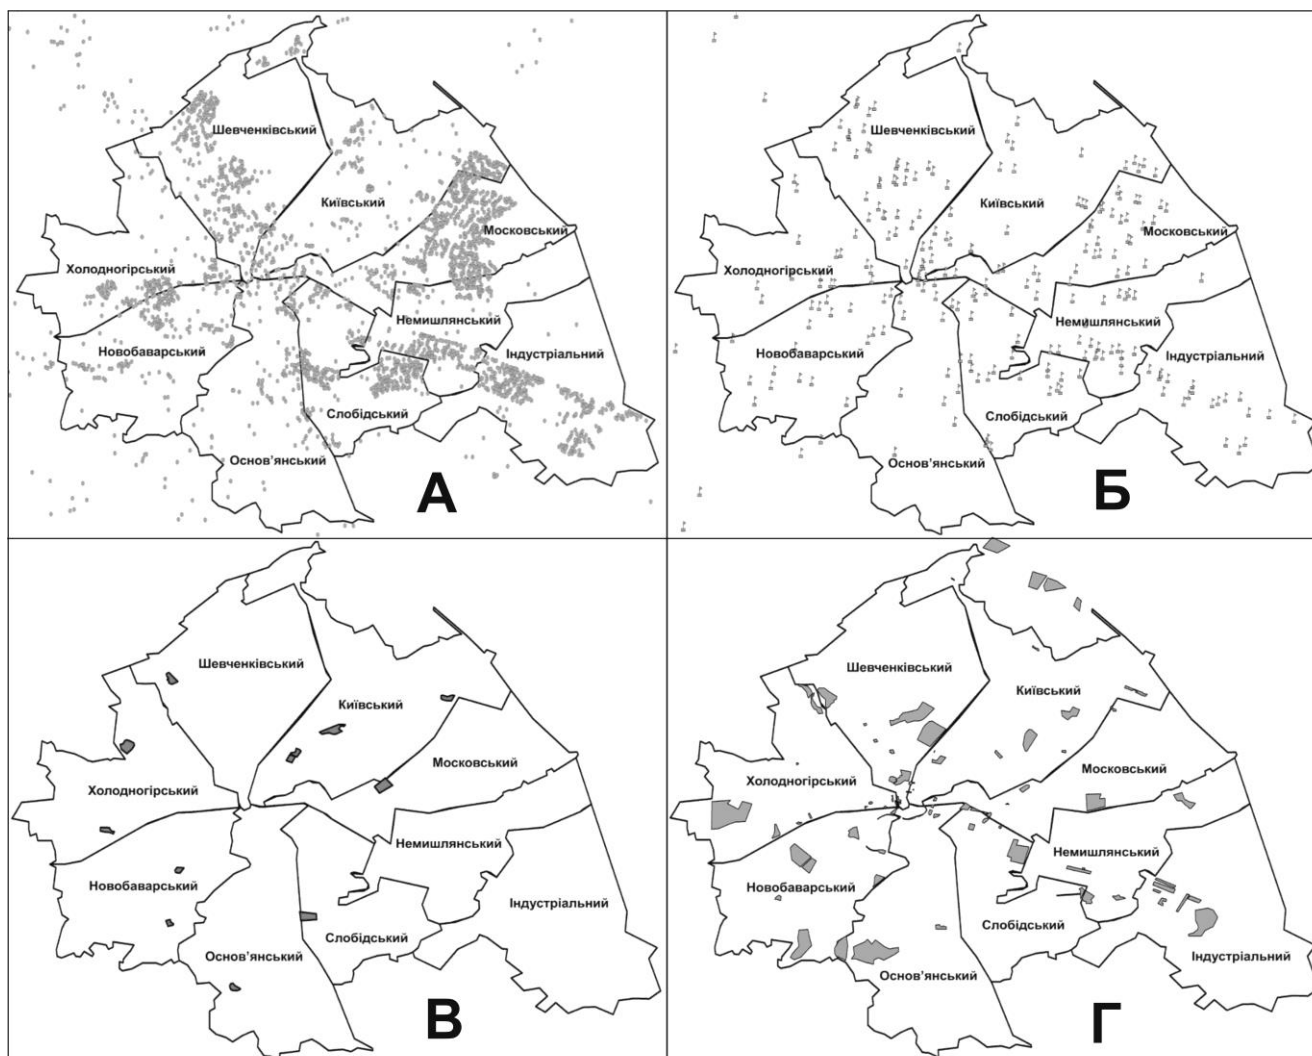 Шевченківський
Київський
Московський
Холодногірський
Немишлянський
Новобаварський
Індустріальний
Слобідський
Основ'янський
А
Шевченківський
Київський
Московський
Холодногірський
Немишлянський
Новобаварський
Індустріальний
Слобідський
Основ'янський
Б
Шевченківський
Київський
Московський
Холодногірський
Немишлянський
Новобаварський
Індустріальний
Слобідський
Основ'янський
В
Шевченківський
Київський
Московський
Холодногірський
Немишлянський
Новобаварський
Слобідський
Індустріальний
Основ'янський
Г